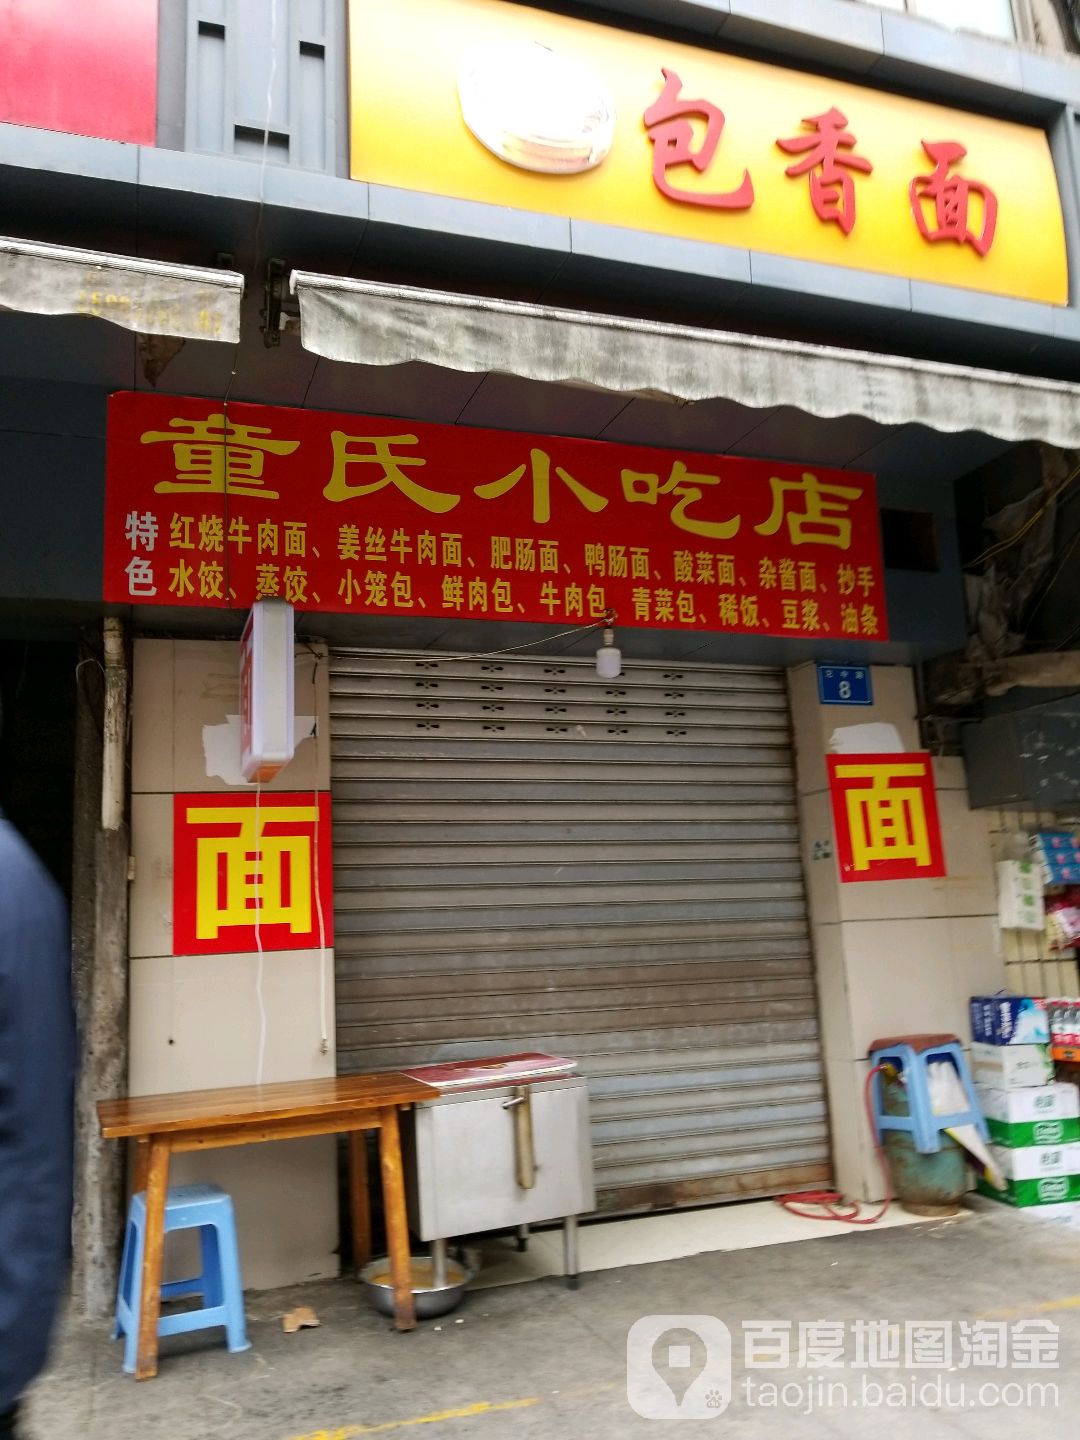 包香面
童氏小吃店
特色
红烧牛肉面、姜丝牛肉面、肥肠面、鸭肠面、酸菜面、杂酱面、抄手
水饺、蒸饺、小笼包、鲜肉包、牛肉包、青菜包、稀饭、豆浆、油条
8
面
面
百度地图淘金
taojin.baidu.com